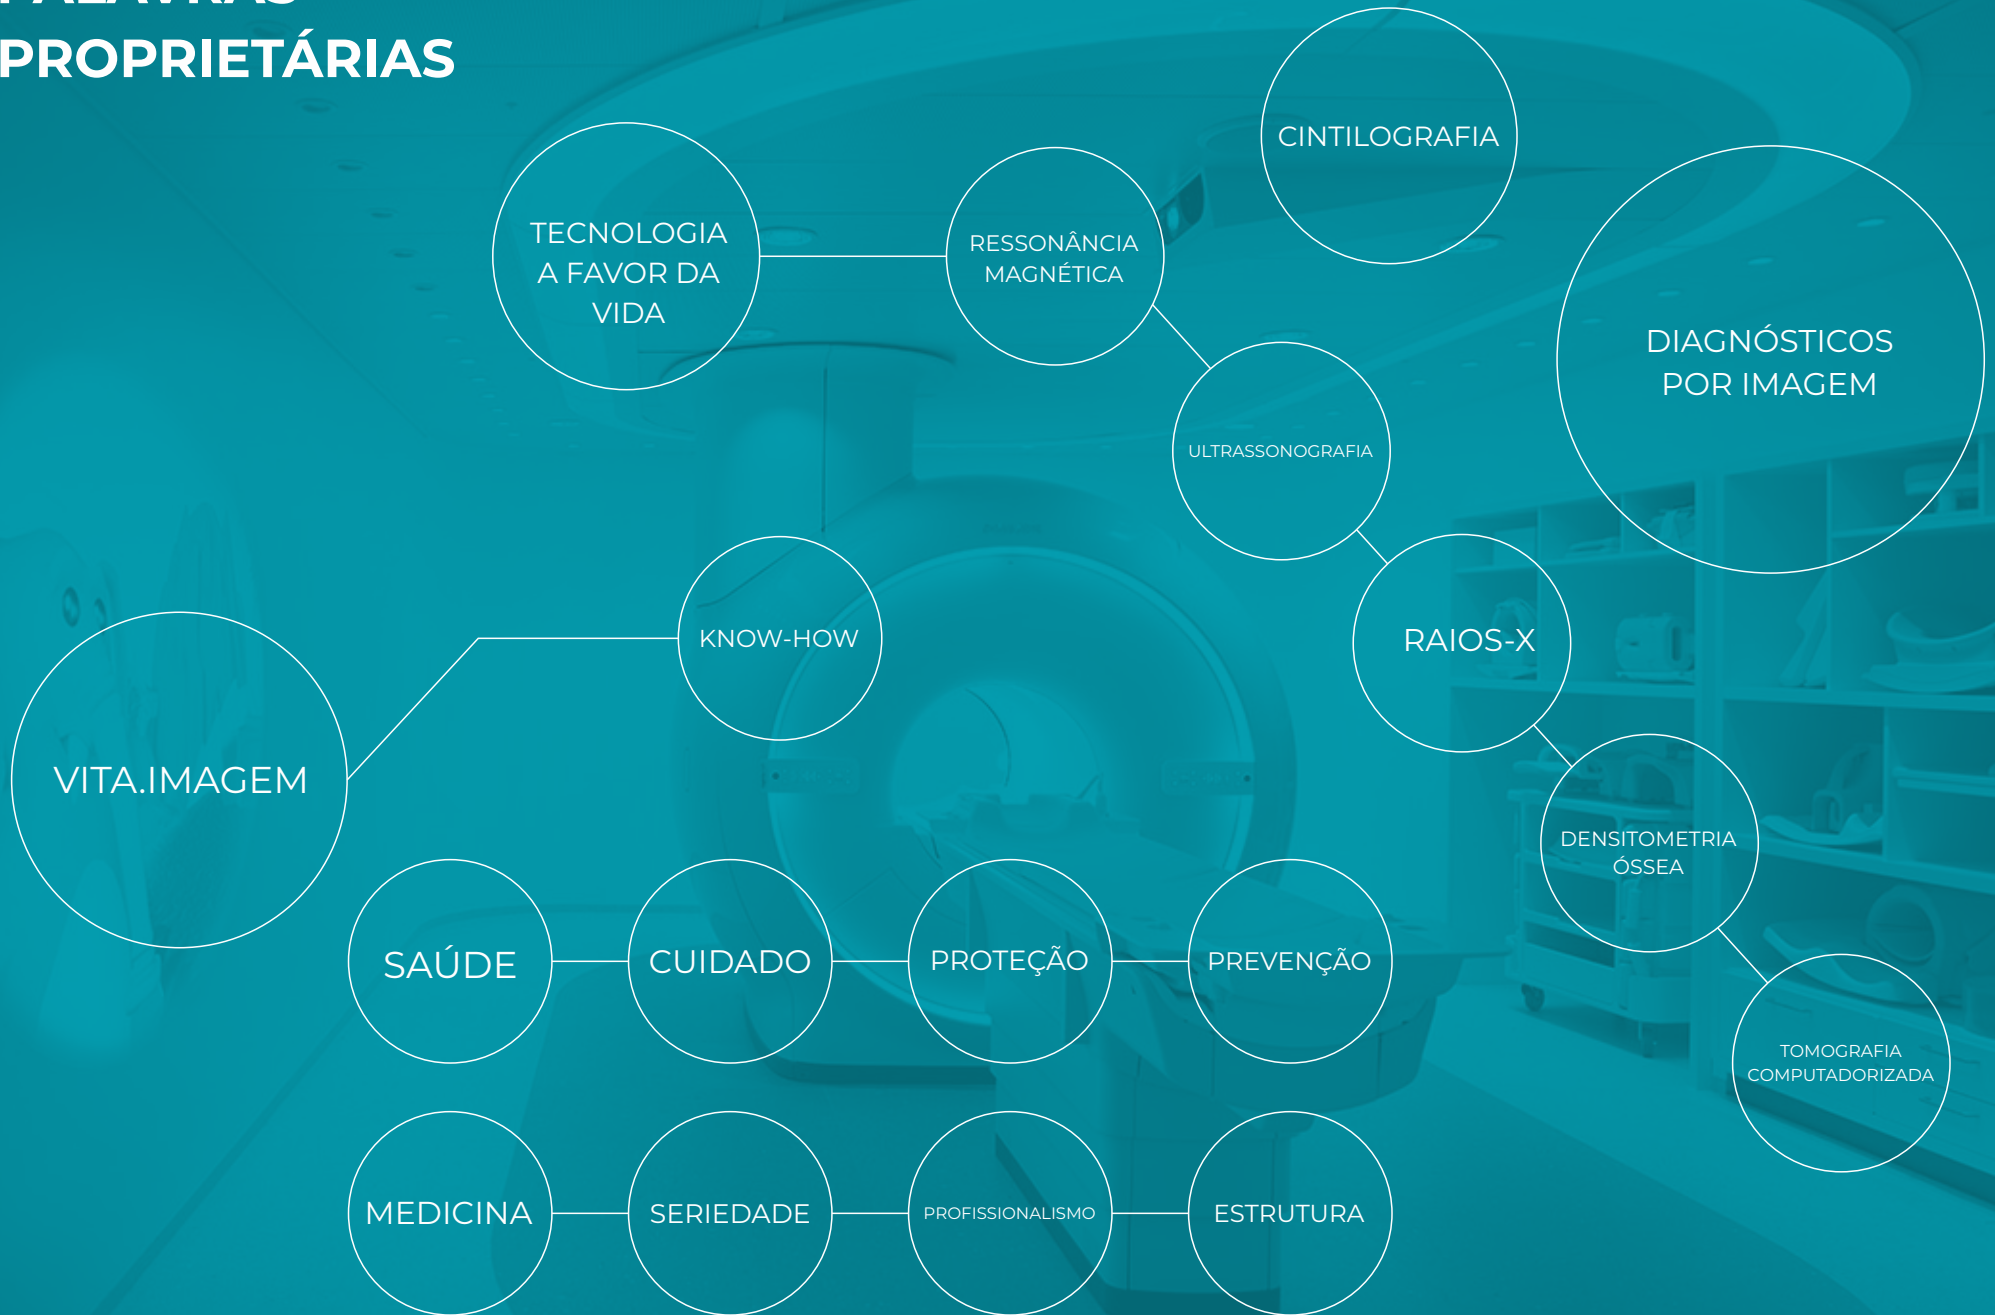 PALAVRAS
PROPRIETÁRIAS
CINTILOGRAFIA
TECNOLOGIA
A FAVOR DA
VIDA
RESSONÂNCIA
MAGNÉTICA
DIAGNÓSTICOS
POR IMAGEM
ULTRASSONOGRAFIA
KNOW-HOW
RAIOS-X
VITA.IMAGEM
DENSITOMETRIA
ÓSSEA
SAÚDE
CUIDADO
PROTEÇÃO
PREVENÇÃO
TOMOGRAFIA
COMPUTADORIZADA
MEDICINA
SERIEDADE
PROFISSIONALISMO
ESTRUTURA